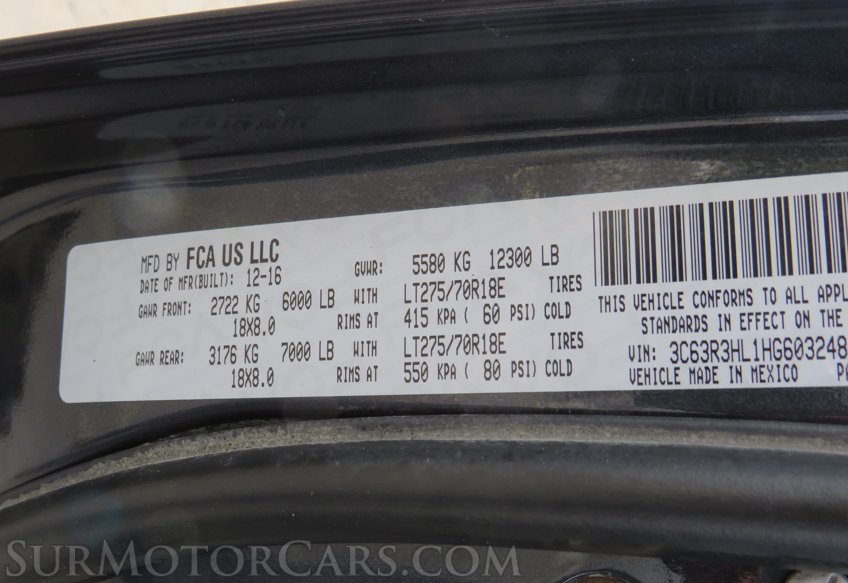 MFD BY FCA US LLC
DATE OF MFR(BUILT): 12-16 GVWR: 5580 KG 12300 LB
GAWR FRONT: 2722 KG 6000 LB WITH LT275/70R18E TIRES
18X8.0 RIMS AT 415 KPA ( 60 PSI) COLD
GAWR REAR: 3176 KG 7000 LB WITH LT275/70R18E TIRES
18X8.0 RIMS AT 550 KPA ( 80 PSI) COLD
THIS VEHICLE CONFORMS TO ALL APPL
STANDARDS IN EFFECT ON THE
VIN: 3C63R3HL1HG603248
VEHICLE MADE IN MEXICO PA
SURMOTORCARS.COM